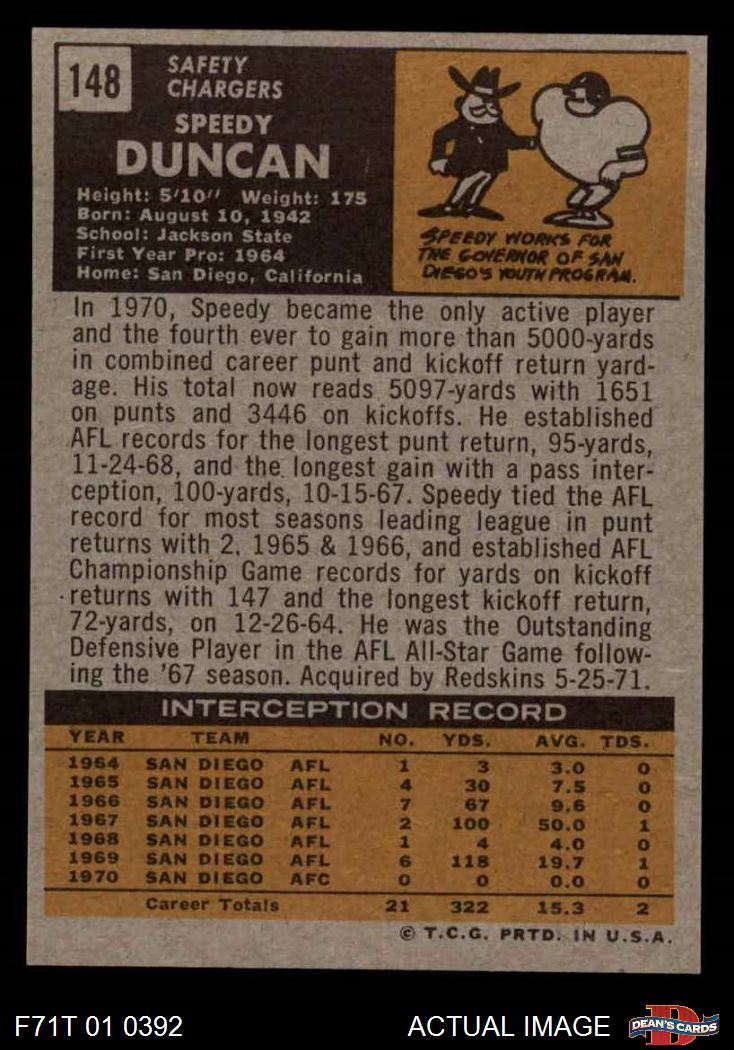 148
SAFETY
CHARGERS
SPEEDY
DUNCAN
Height: 5'10'' Weight: 175
Born: August 10, 1942
School: Jackson State
First Year Pro: 1964
Home: San Diego, California
SPEEDY WORKS FOR
THE GOVERNOR OF SAN
DIEGO'S YOUTH PROGRAM.
In 1970, Speedy became the only active player
and the fourth ever to gain more than 5000-yards
in combined career punt and kickoff return yard-
age. His total now reads 5097-yards with 1651
on punts and 3446 on kickoffs. He established
AFL records for the longest punt return, 95-yards,
11-24-68, and the longest gain with a pass inter-
ception, 100-yards, 10-15-67. Speedy tied the AFL
record for most seasons leading league in punt
returns with 2, 1965 & 1966, and established AFL
Championship Game records for yards on kickoff
returns with 147 and the longest kickoff return,
72-yards, on 12-26-64. He was the Outstanding
Defensive Player in the AFL All-Star Game follow-
ing the '67 season. Acquired by Redskins 5-25-71.
INTERCEPTION RECORD
YEAR TEAM NO. YDS. AVG. TDS.
1964 SAN DIEGO AFL 1 3 3.0 0
1965 SAN DIEGO AFL 4 30 7.5 0
1966 SAN DIEGO AFL 7 67 9.6 0
1967 SAN DIEGO AFL 2 100 50.0 1
1968 SAN DIEGO AFL 1 4 4.0 0
1969 SAN DIEGO AFL 6 118 19.7 1
1970 SAN DIEGO AFC 0 0 0.0 0
Career Totals 21 322 15.3 2
© T.C.G. PRTD. IN U.S.A.
F71T 01 0392 ACTUAL IMAGE
D
DEAN'S CARDS